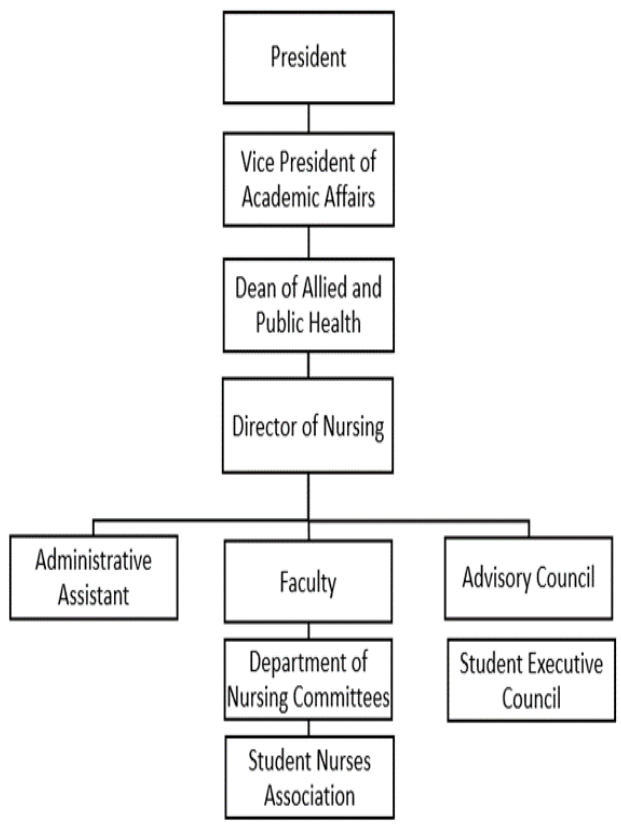 President
Vice President of
Academic Affairs
Dean of Allied and
Public Health
Director of Nursing
Administrative
Assistant
Faculty
Advisory Council
Department of
Nursing Committees
Student Executive
Council
Student Nurses
Association